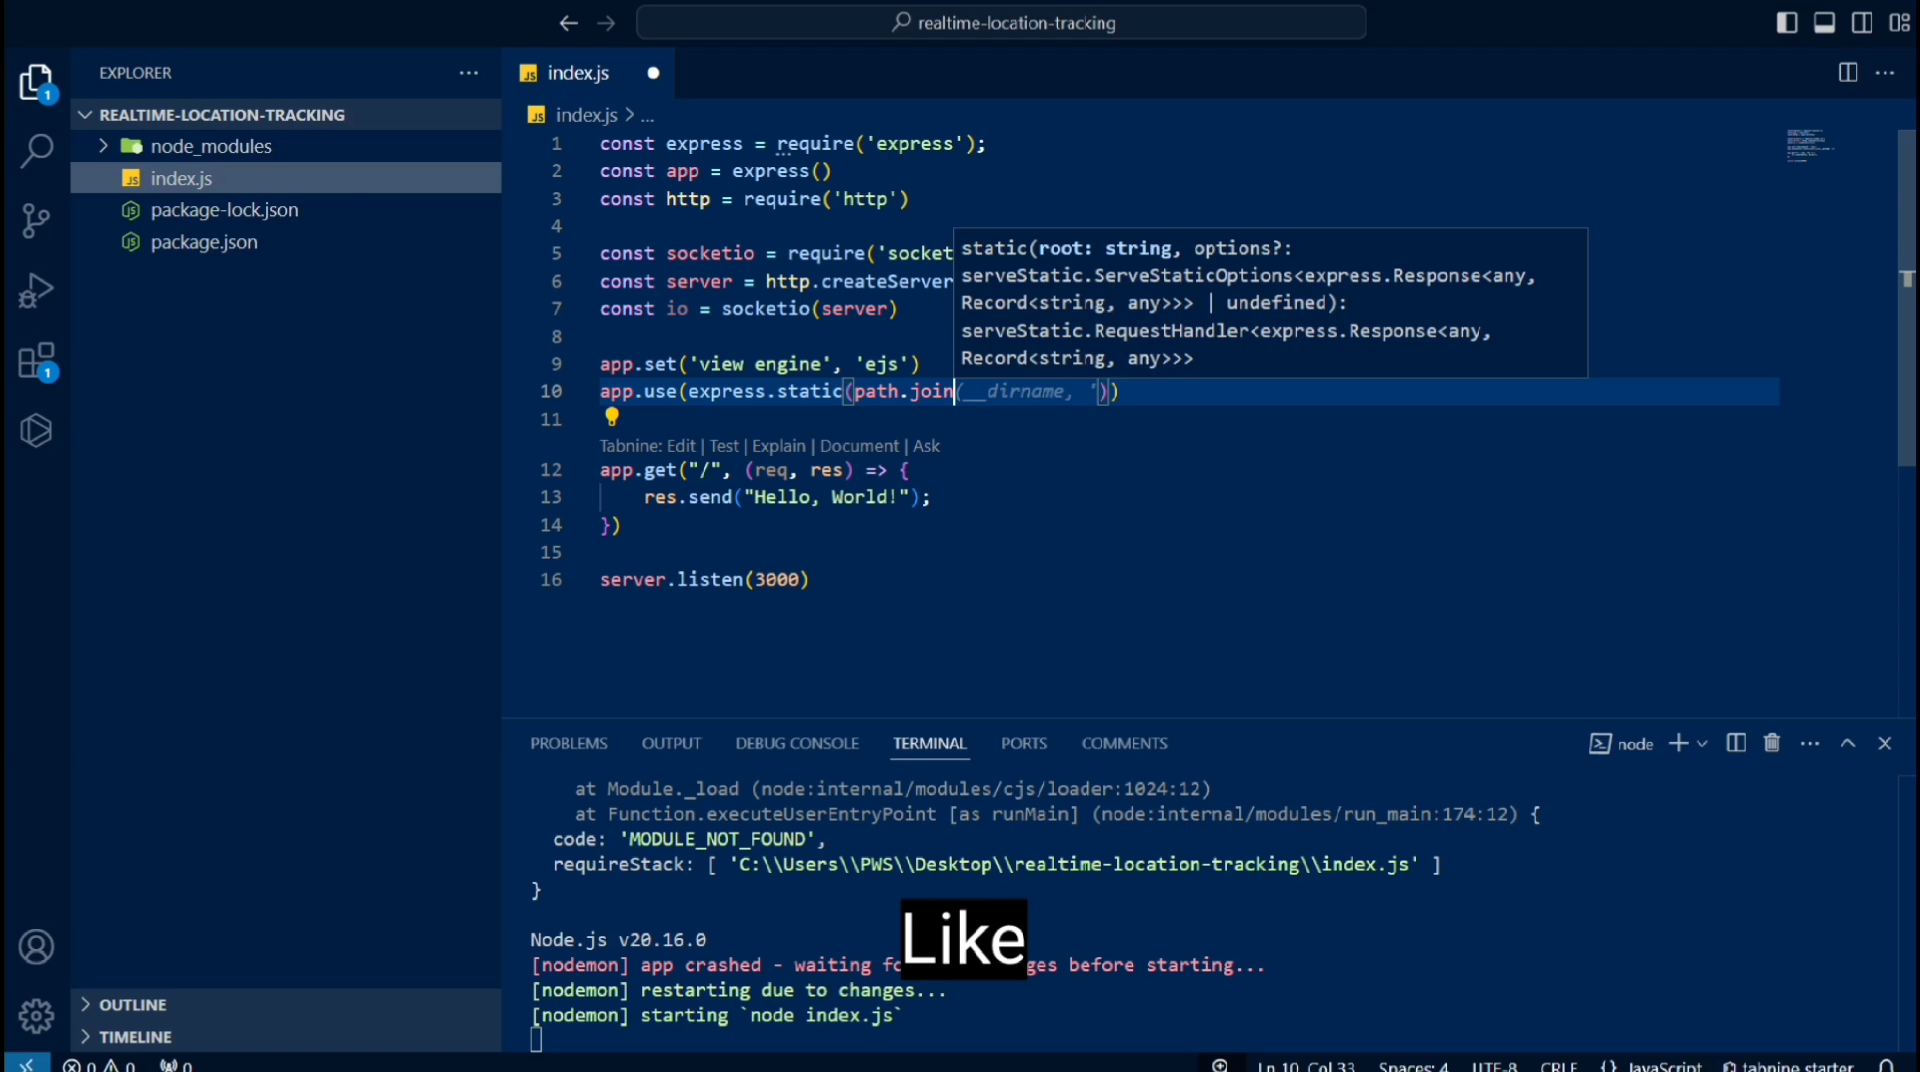 realtime-location-tracking
EXPLORER
index.js
REALTIME-LOCATION-TRACKING
node_modules
index.js
package-lock.json
package.json
index.js > ...
1 const express = require('express');
2 const app = express()
3 const http = require('http')
4
5 const socketio = require('socket
6 const server = http.createServer
7 const io = socketio(server)
8
9 app.set('view engine', 'ejs')
10 app.use(express.static(path.join(__dirname, '))
11
Tabnine: Edit | Test | Explain | Document | Ask
12 app.get("/", (req, res) => {
13 res.send("Hello, World!");
14 })
15
16 server.listen(3000)
static(root: string, options?:
serveStatic.ServeStaticOptions<express.Response<any,
Record<string, any>>> | undefined):
serveStatic.RequestHandler<express.Response<any,
Record<string, any>>>
PROBLEMS OUTPUT DEBUG CONSOLE TERMINAL PORTS COMMENTS
node
at Module._load (node:internal/modules/cjs/loader:1024:12)
at Function.executeUserEntryPoint [as runMain] (node:internal/modules/run_main:174:12) {
code: 'MODULE_NOT_FOUND',
requireStack: [ 'C:\\Users\\PWS\\Desktop\\realtime-location-tracking\\index.js' ]
}
Like
Node.js v20.16.0
[nodemon] app crashed - waiting ges before starting...
[nodemon] restarting due to changes...
[nodemon] starting `node index.js`
OUTLINE
TIMELINE
0 0 0
Ln 10, Col 33 Spaces: 4 UTF-8 CRLF {} JavaScript tabnine starter